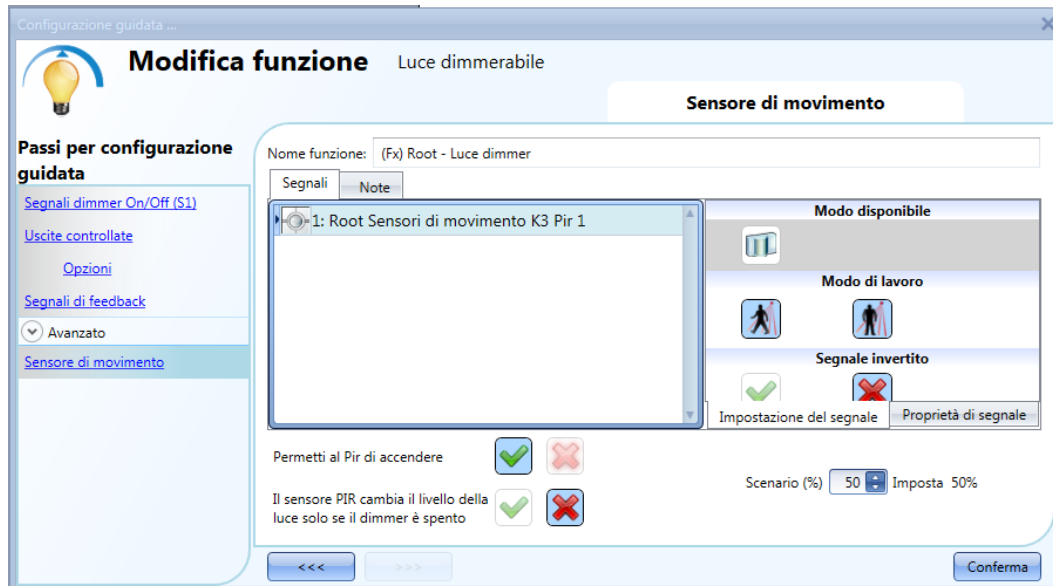 Configurazione guidata ...
Modifica funzione Luce dimmerabile
Sensore di movimento
Passi per configurazione
guidata
Segnali dimmer On/Off (S1)
Uscite controllate
Opzioni
Segnali di feedback
Avanzato
Sensore di movimento
Nome funzione: (Fx) Root - Luce dimmer
Segnali Note
1: Root Sensori di movimento K3 Pir 1
Modo disponibile
Modo di lavoro
Segnale invertito
Impostazione del segnale Proprietà di segnale
Permetti al Pir di accendere
Il sensore PIR cambia il livello della
luce solo se il dimmer è spento
Scenario (%) 50 Imposta 50%
<<< >>> Conferma